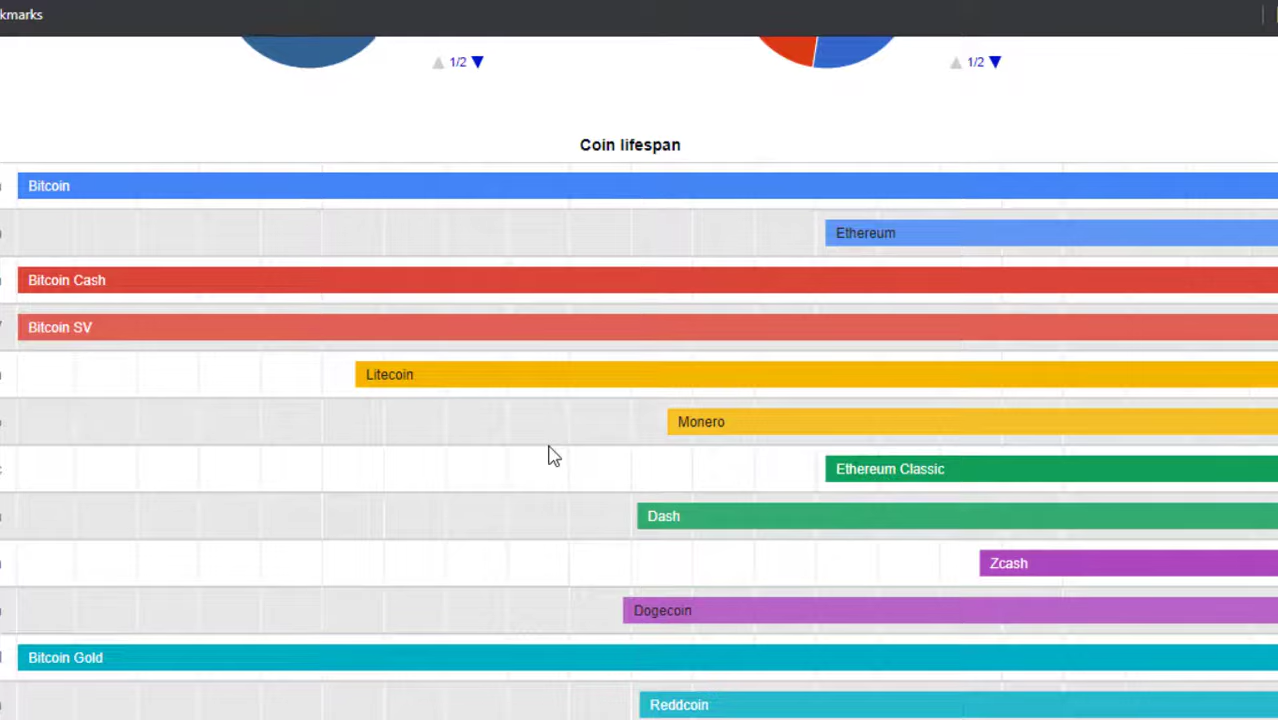 kmarks
1/2
1/2
Coin lifespan
Bitcoin
Ethereum
Bitcoin Cash
Bitcoin SV
Litecoin
Monero
Ethereum Classic
Dash
Zcash
Dogecoin
Bitcoin Gold
Reddcoin